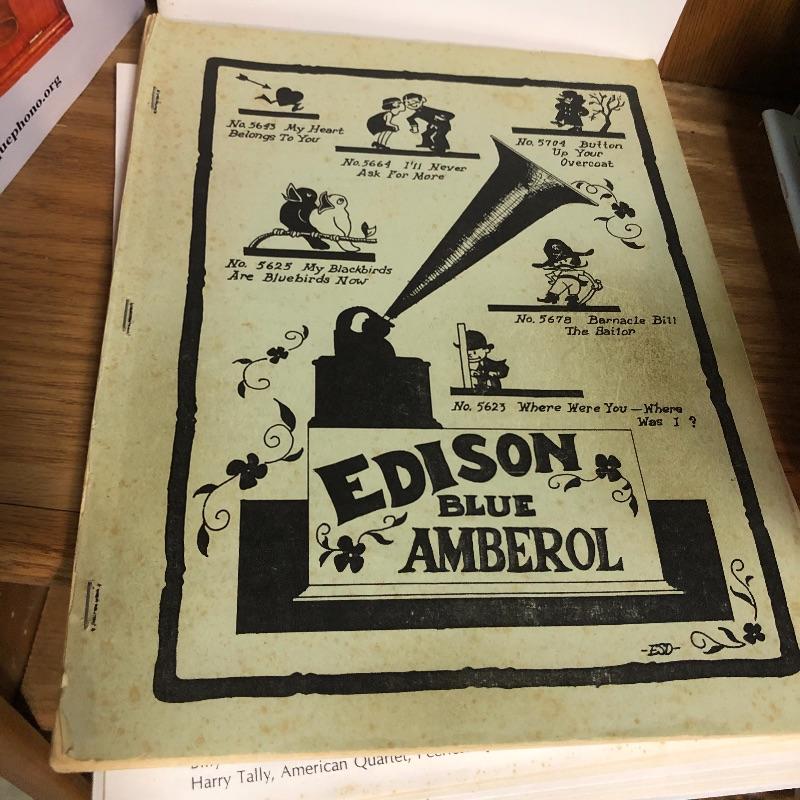 uephono.org
No. 5643 My Heart
Belongs To You
No. 5664 I'll Never
Ask For More
No. 5704 Button
Up Your
Overcoat
No. 5625 My Blackbirds
Are Bluebirds Now
No. 5678 Barnacle Bill
The Sailor
No. 5623 Where Were You — Where
Was I ?
EDISON
BLUE
AMBEROL
-ESD-
Harry Tally, American Quartet,